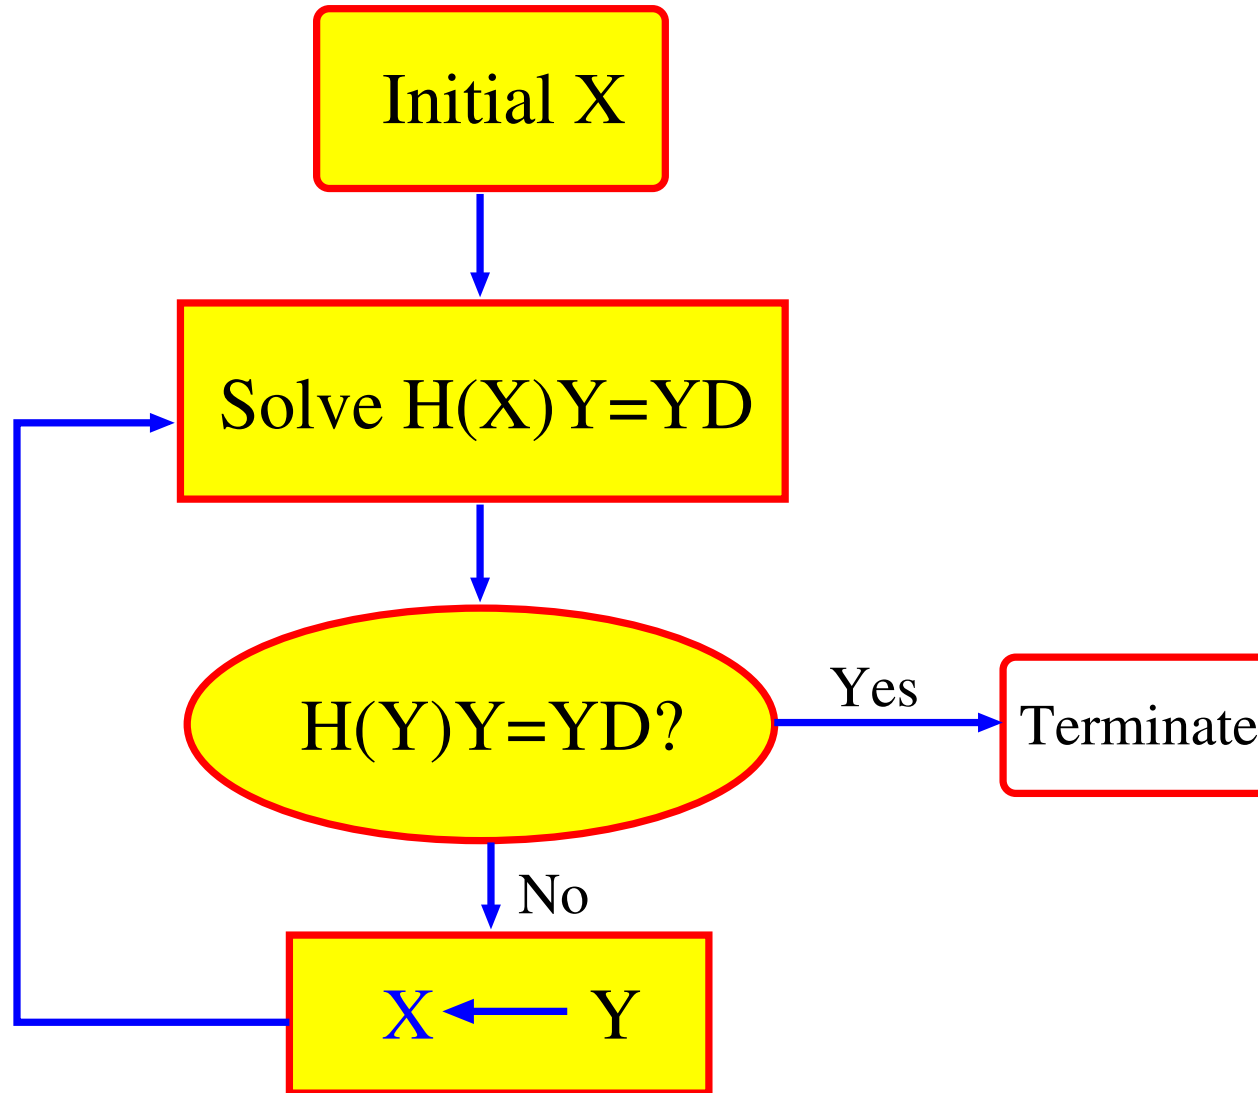 Initial X
Solve H(X)Y=YD
H(Y)Y=YD?
Yes
Terminate
No
X ← Y